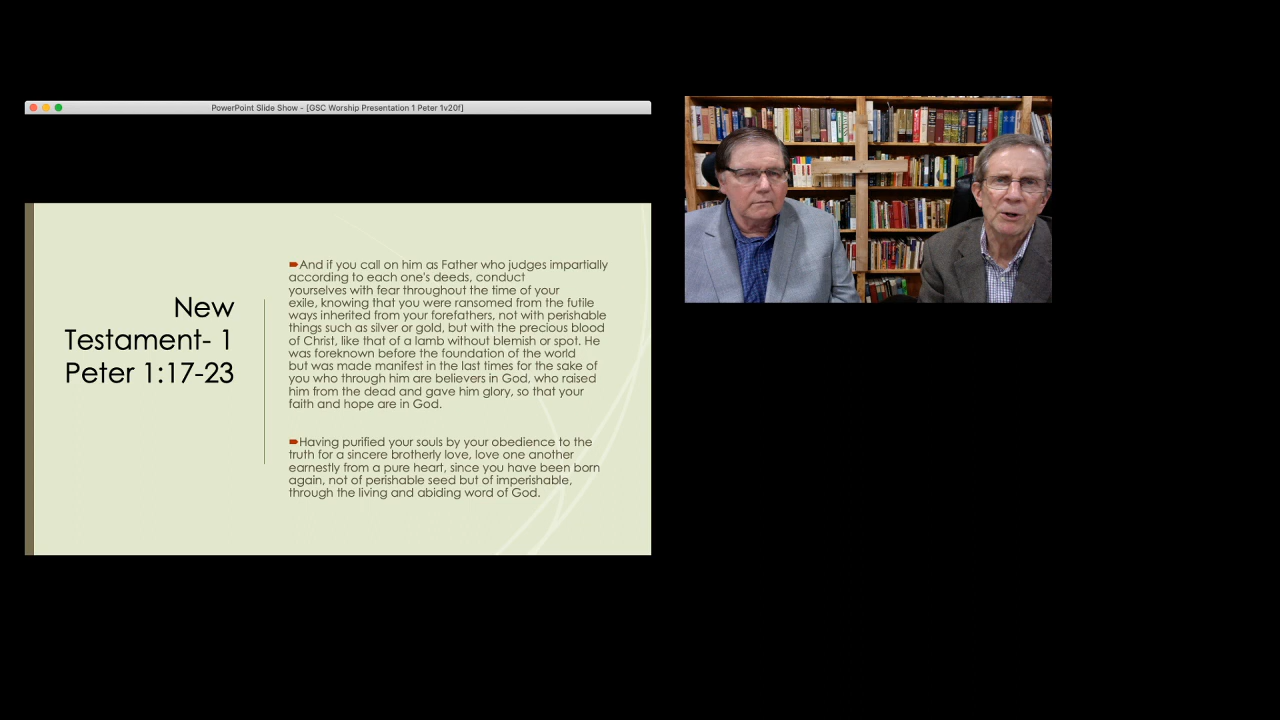 PowerPoint Slide Show - [GSC Worship Presentation 1 Peter 1v20f]
New
Testament- 1
Peter 1:17-23
And if you call on him as Father who judges impartially
according to each one's deeds, conduct
yourselves with fear throughout the time of your
exile, knowing that you were ransomed from the futile
ways inherited from your forefathers, not with perishable
things such as silver or gold, but with the precious blood
of Christ, like that of a lamb without blemish or spot. He
was foreknown before the foundation of the world
but was made manifest in the last times for the sake of
you who through him are believers in God, who raised
him from the dead and gave him glory, so that your
faith and hope are in God.
Having purified your souls by your obedience to the
truth for a sincere brotherly love, love one another
earnestly from a pure heart, since you have been born
again, not of perishable seed but of imperishable,
through the living and abiding word of God.